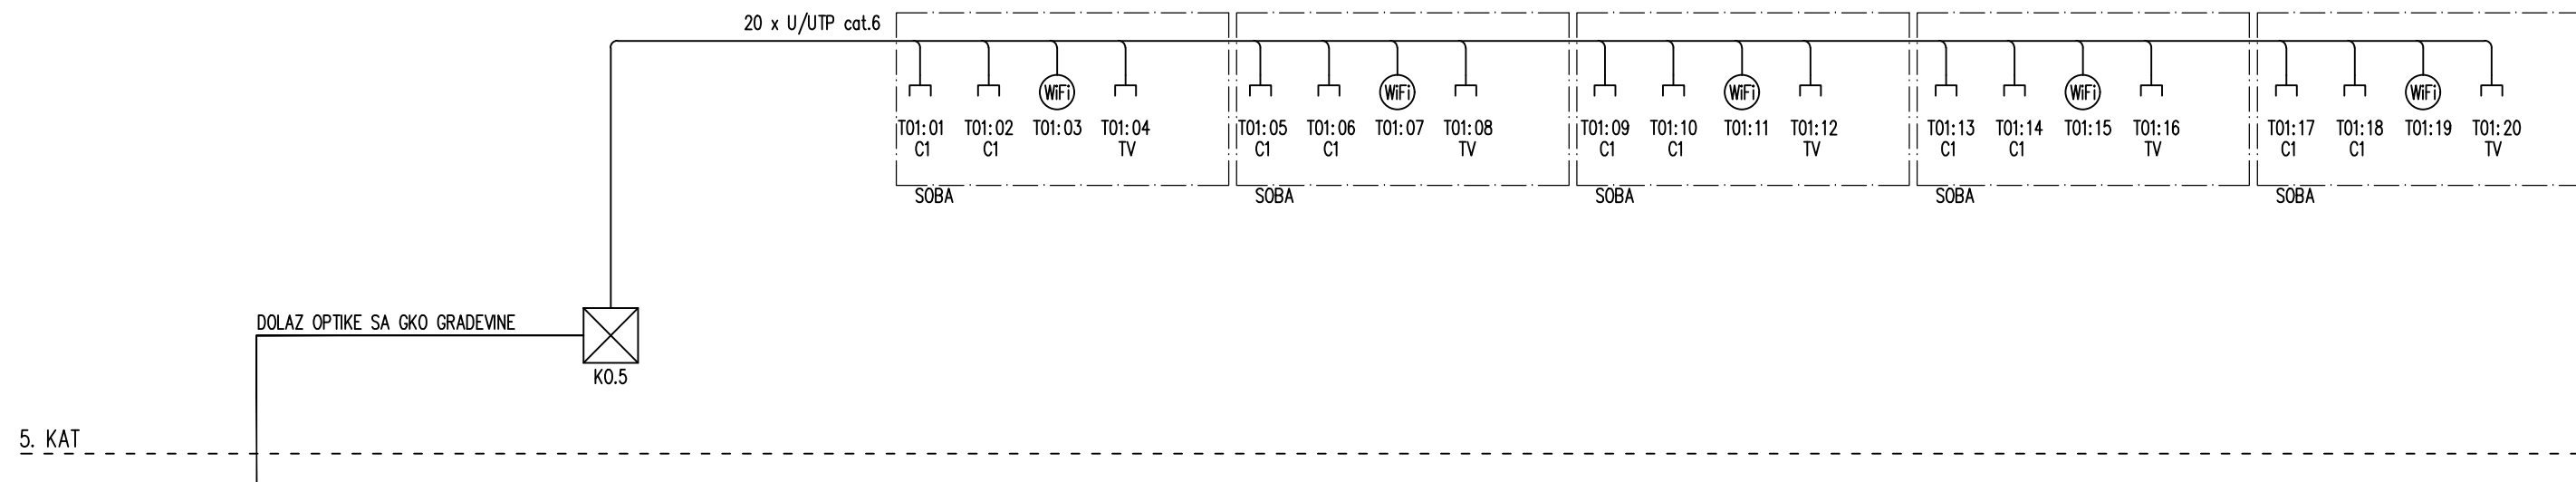 20 x U/UTP cat.6
WiFi WiFi WiFi WiFi WiFi
T01:01 T01:02 T01:03 T01:04 T01:05 T01:06 T01:07 T01:08 T01:09 T01:10 T01:11 T01:12 T01:13 T01:14 T01:15 T01:16 T01:17 T01:18 T01:19 T01:20
C1 C1 TV C1 C1 TV C1 C1 TV C1 C1 TV C1 C1 TV
SOBA SOBA SOBA SOBA SOBA
DOLAZ OPTIKE SA GKO GRAĐEVINE
KO.5
5. KAT